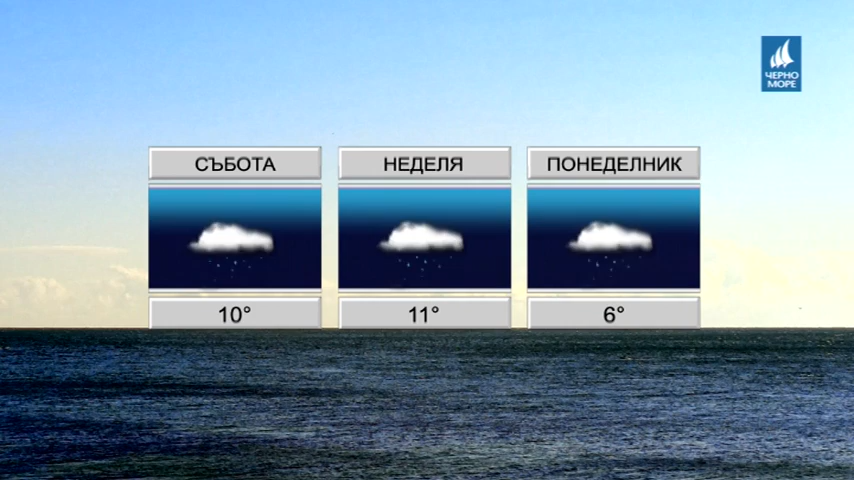 ЧЕРНО
МОРЕ
СЪБОТА
НЕДЕЛЯ
ПОНЕДЕЛНИК
10°
11°
6°